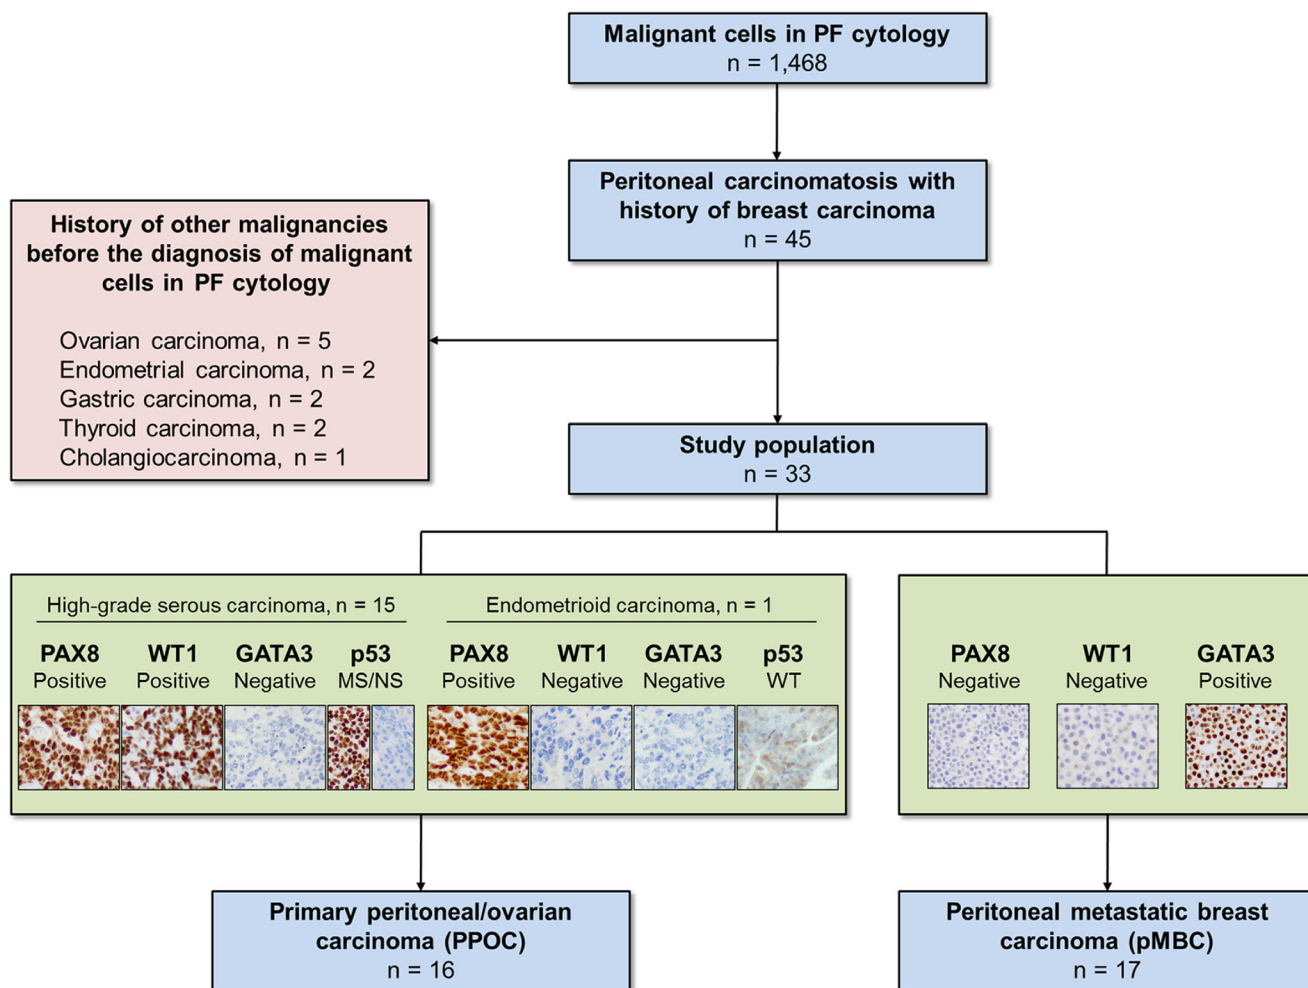 Malignant cells in PF cytology
n = 1,468
Peritoneal carcinomatosis with
history of breast carcinoma
n = 45
History of other malignancies
before the diagnosis of malignant
cells in PF cytology
Ovarian carcinoma, n = 5
Endometrial carcinoma, n = 2
Gastric carcinoma, n = 2
Thyroid carcinoma, n = 2
Cholangiocarcinoma, n = 1
Study population
n = 33
High-grade serous carcinoma, n = 15
PAX8 WT1 GATA3 p53
Positive Positive Negative MS/NS
Endometrioid carcinoma, n = 1
PAX8 WT1 GATA3 p53
Positive Negative Negative WT
PAX8 WT1 GATA3
Negative Negative Positive
Primary peritoneal/ovarian
carcinoma (PPOC)
n = 16
Peritoneal metastatic breast
carcinoma (pMBC)
n = 17